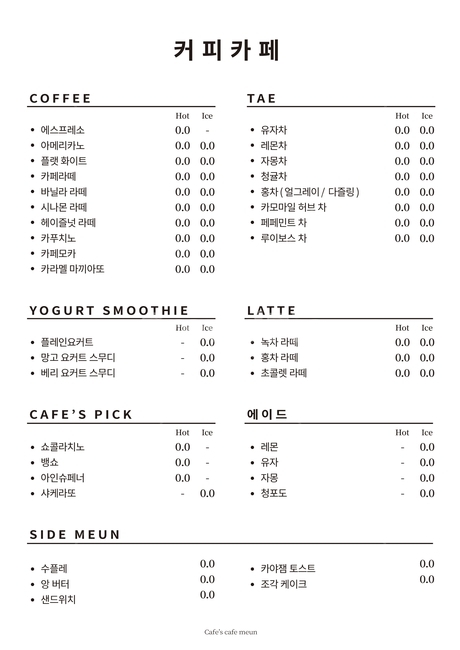 커피카페
COFFEE
Hot Ice
• 에스프레소 0.0 -
• 아메리카노 0.0 0.0
• 플랫 화이트 0.0 0.0
• 카페라떼 0.0 0.0
• 바닐라 라떼 0.0 0.0
• 시나몬 라떼 0.0 0.0
• 헤이즐넛 라떼 0.0 0.0
• 카푸치노 0.0 0.0
• 카페모카 0.0 0.0
• 카라멜 마끼아또 0.0 0.0
TAE
Hot Ice
• 유자차 0.0 0.0
• 레몬차 0.0 0.0
• 자몽차 0.0 0.0
• 청귤차 0.0 0.0
• 홍차 ( 얼그레이 / 다즐링 ) 0.0 0.0
• 카모마일 허브 차 0.0 0.0
• 페페민트 차 0.0 0.0
• 루이보스 차 0.0 0.0
YOGURT SMOOTHIE
Hot Ice
• 플레인요커트 - 0.0
• 망고 요커트 스무디 - 0.0
• 베리 요커트 스무디 - 0.0
LATTE
Hot Ice
• 녹차 라떼 0.0 0.0
• 홍차 라떼 0.0 0.0
• 초콜렛 라떼 0.0 0.0
CAFE'S PICK
Hot Ice
• 쇼콜라치노 0.0 -
• 뱅쇼 0.0 -
• 아인슈페너 0.0 -
• 샤케라또 - 0.0
에이드
Hot Ice
• 레몬 - 0.0
• 유자 - 0.0
• 자몽 - 0.0
• 청포도 - 0.0
SIDE MEUN
• 수플레 0.0
• 앙 버터 0.0
• 샌드위치 0.0
• 카야잼 토스트 0.0
• 조각 케이크 0.0
Cafe's cafe meun